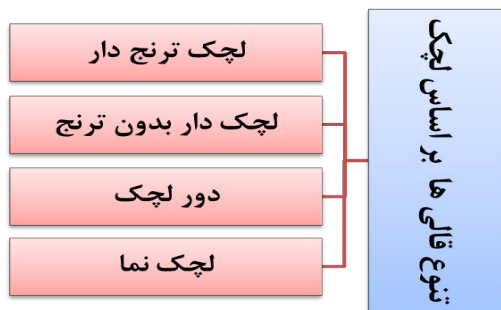 تنوع قالی ها بر اساس لچک
لچک ترنج دار
لچک دار بدون ترنج
دور لچک
لچک نما